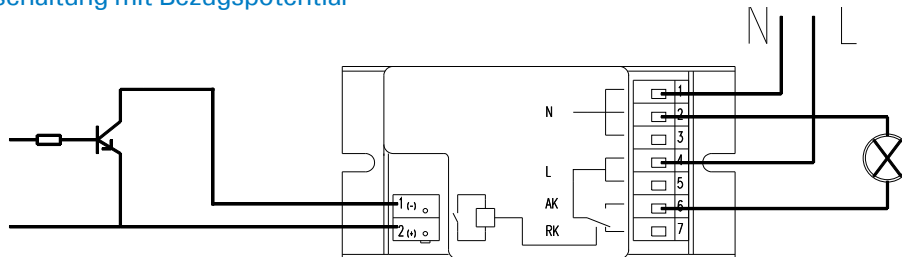 schaltung mit Bezugspotential
N L
N
L
AK
RK
1
2
3
4
5
6
7
1 (-)
2 (+)